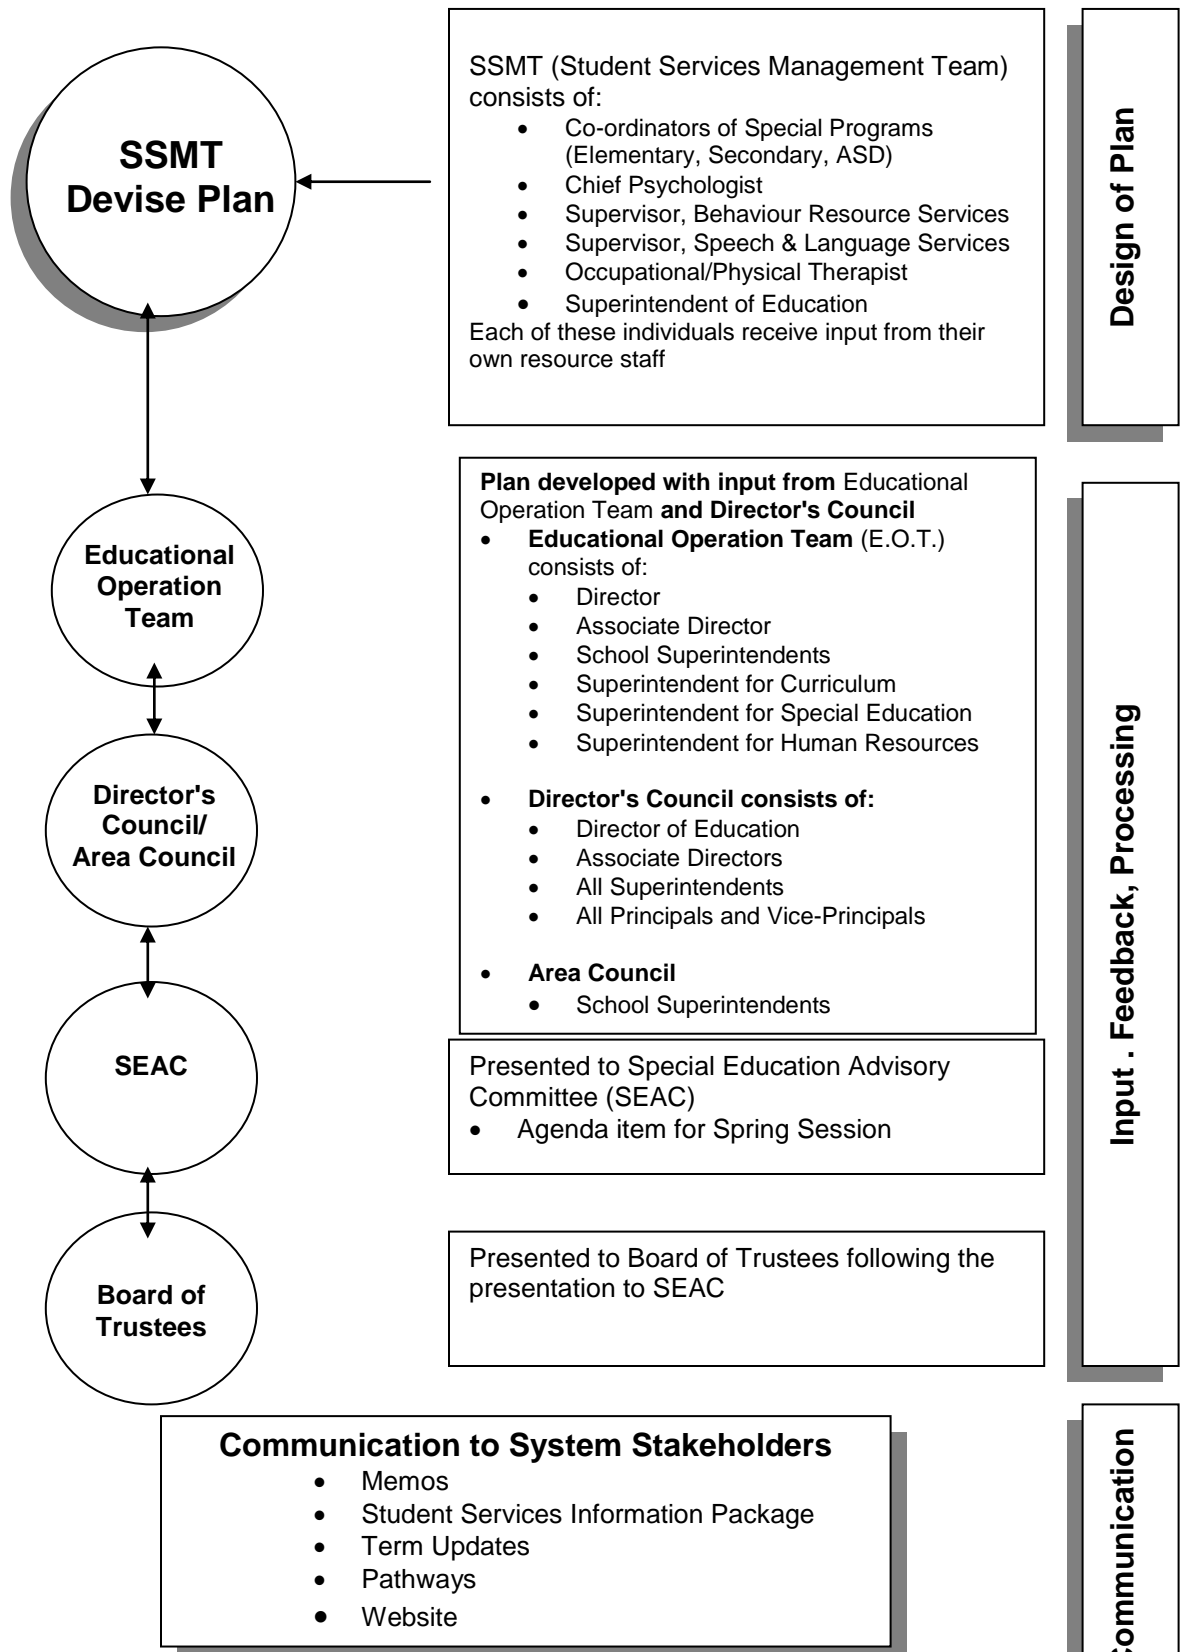 SSMT
Devise Plan
SSMT (Student Services Management Team)
consists of:
• Co-ordinators of Special Programs
(Elementary, Secondary, ASD)
• Chief Psychologist
• Supervisor, Behaviour Resource Services
• Supervisor, Speech & Language Services
• Occupational/Physical Therapist
• Superintendent of Education
Each of these individuals receive input from their
own resource staff
Design of Plan
Educational
Operation
Team
Director's
Council/
Area Council
SEAC
Board of
Trustees
Plan developed with input from Educational
Operation Team and Director's Council
• Educational Operation Team (E.O.T.)
consists of:
• Director
• Associate Director
• School Superintendents
• Superintendent for Curriculum
• Superintendent for Special Education
• Superintendent for Human Resources
• Director's Council consists of:
• Director of Education
• Associate Directors
• All Superintendents
• All Principals and Vice-Principals
• Area Council
• School Superintendents
Presented to Special Education Advisory
Committee (SEAC)
• Agenda item for Spring Session
Presented to Board of Trustees following the
presentation to SEAC
Input . Feedback, Processing
Communication to System Stakeholders
• Memos
• Student Services Information Package
• Term Updates
• Pathways
• Website
Communication